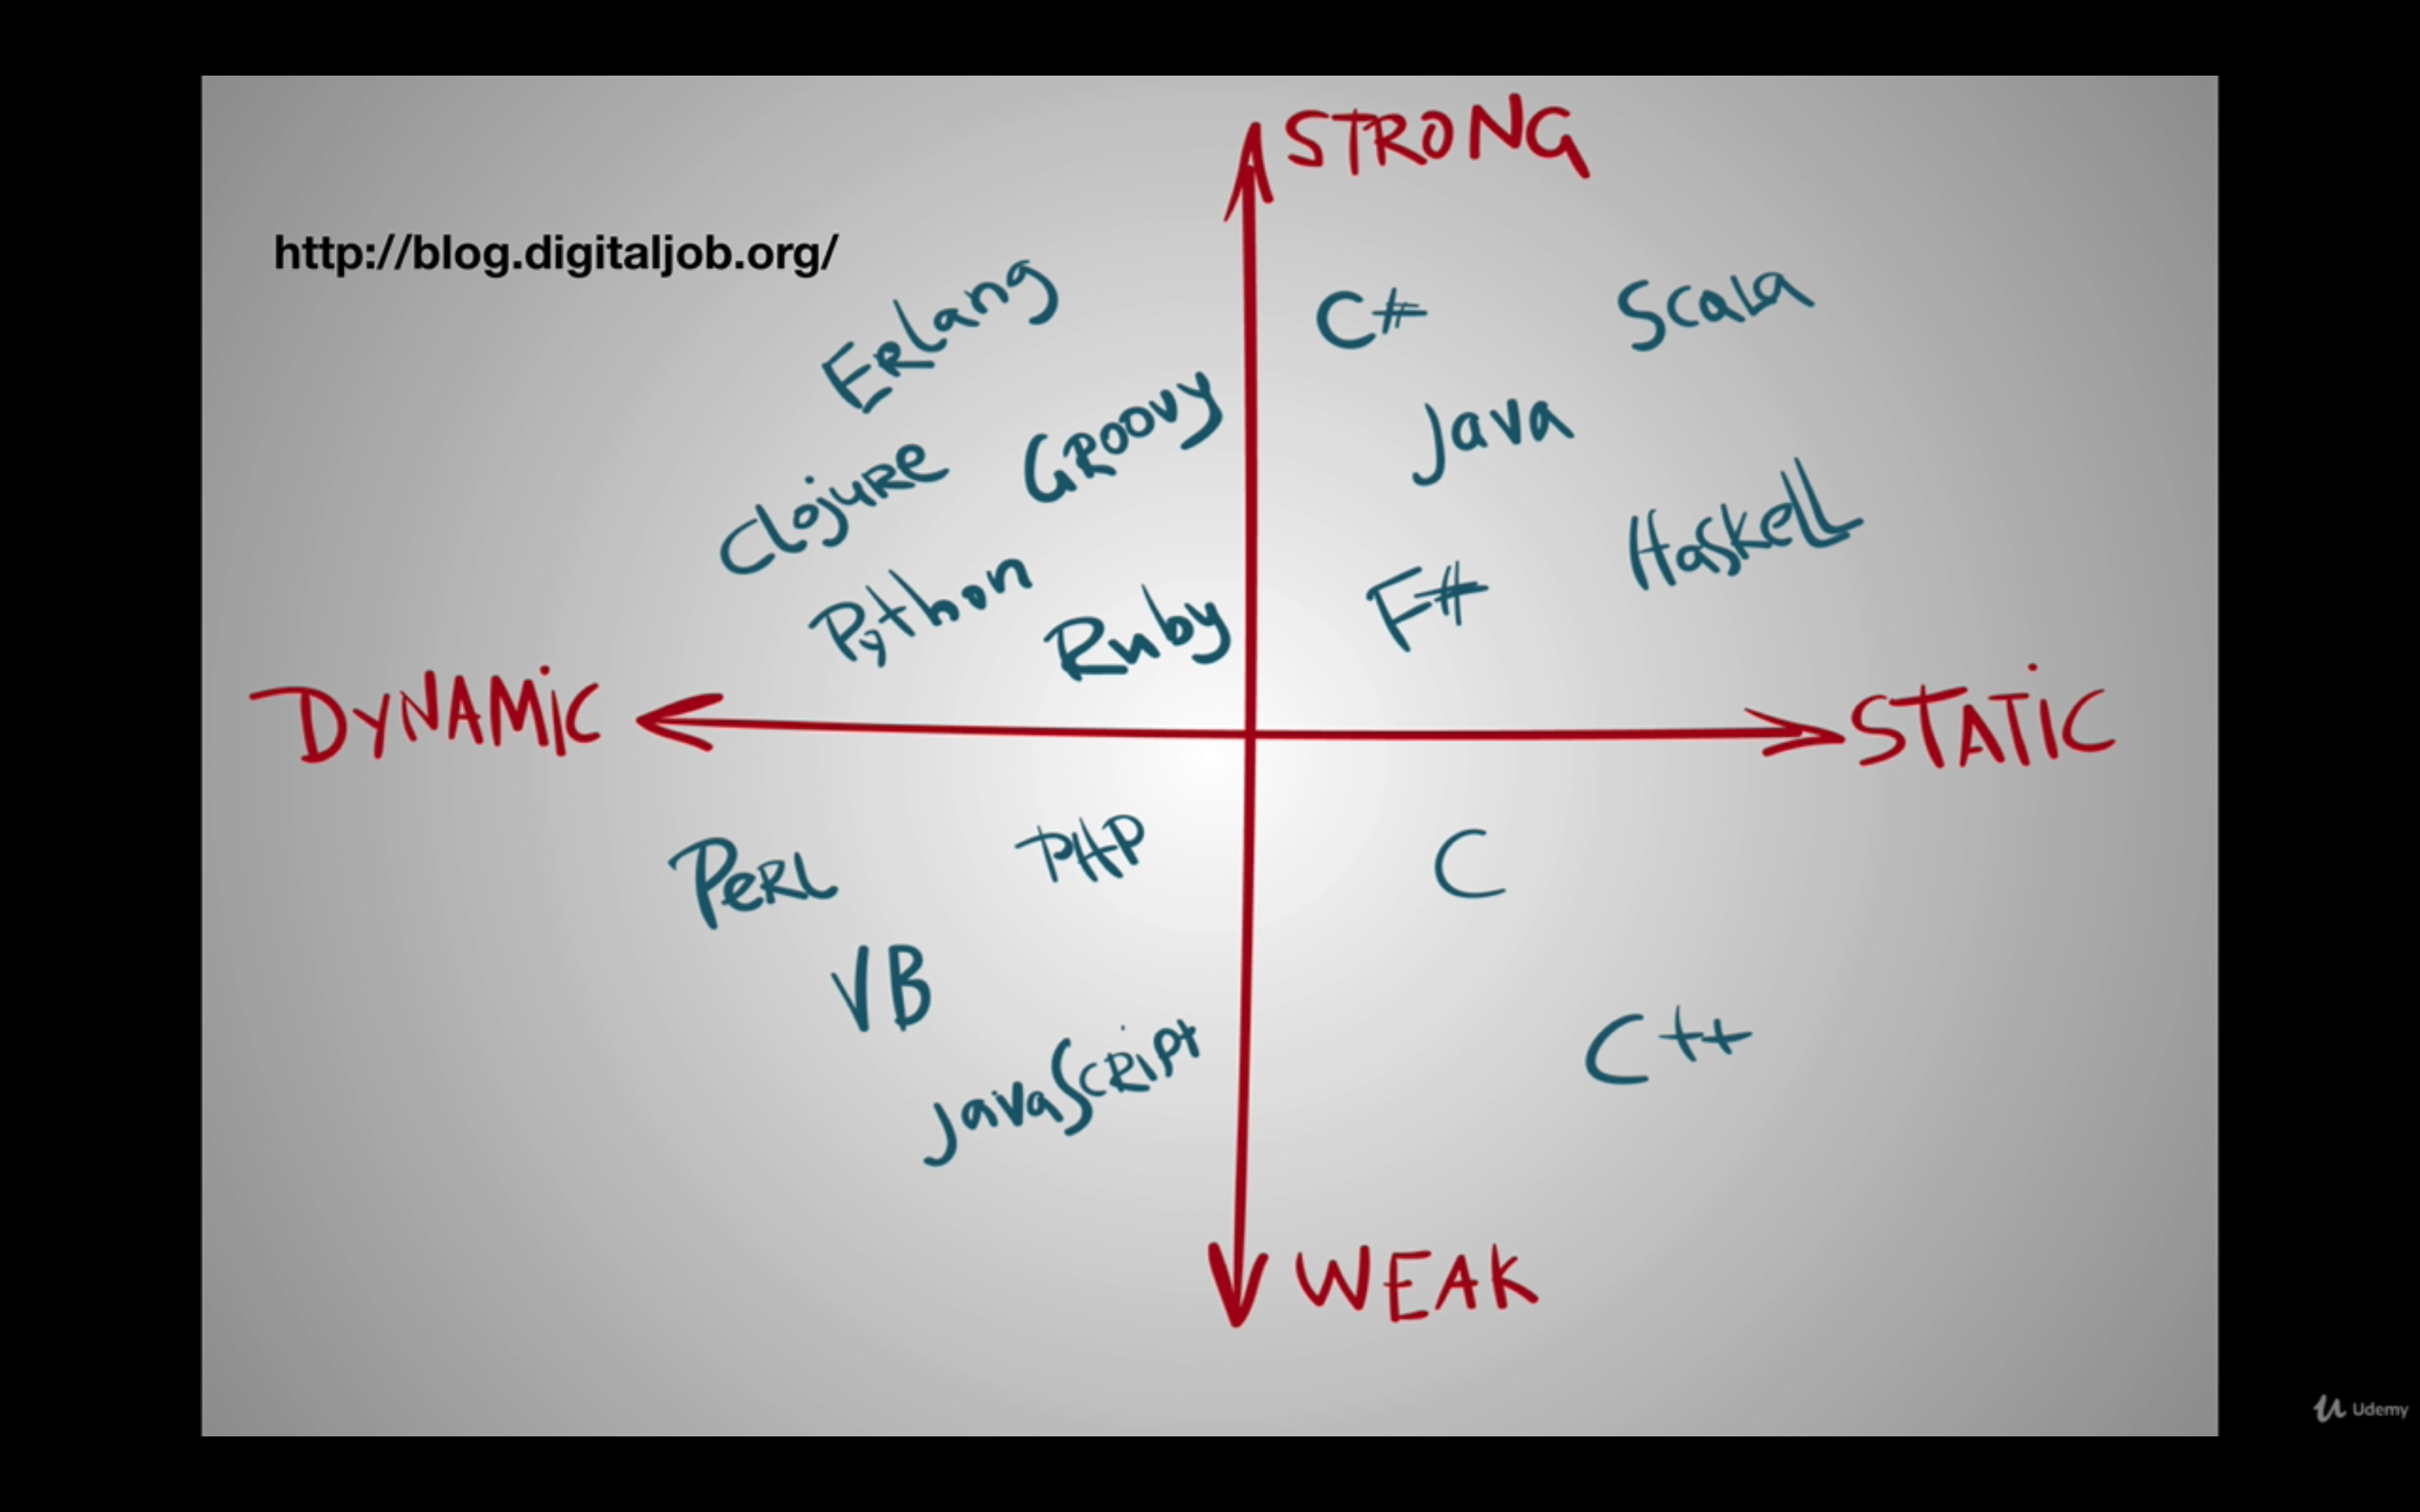 STRONG
http://blog.digitaljob.org/
Erlang
C#
Scala
Groovy
Java
Clojure
Haskell
Python
Ruby
F#
DYNAMiC
STATiC
PeRL
PHP
C
VB
C++
JavaScript
WEAK
Udemy